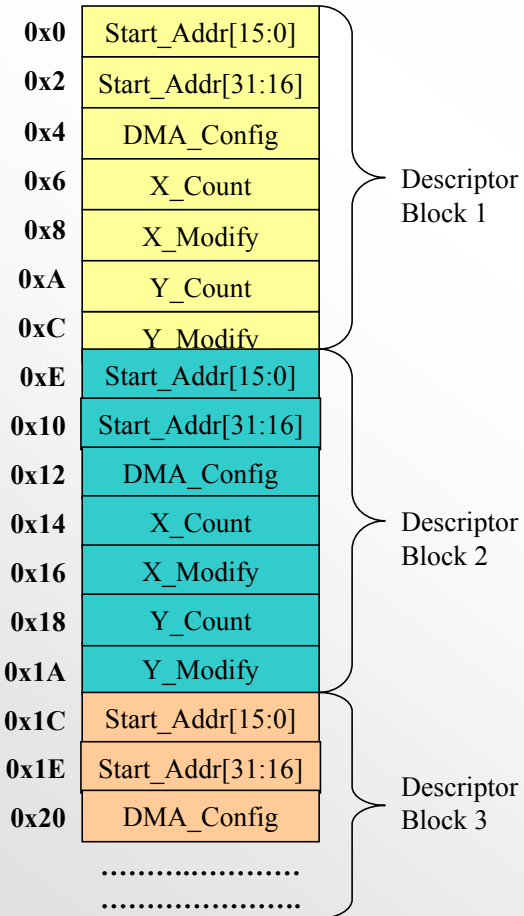 0x0 Start_Addr[15:0]
0x2 Start_Addr[31:16]
0x4 DMA_Config
0x6 X_Count
0x8 X_Modify
0xA Y_Count
0xC Y_Modify
Descriptor
Block 1
0xE Start_Addr[15:0]
0x10 Start_Addr[31:16]
0x12 DMA_Config
0x14 X_Count
0x16 X_Modify
0x18 Y_Count
0x1A Y_Modify
Descriptor
Block 2
0x1C Start_Addr[15:0]
0x1E Start_Addr[31:16]
0x20 DMA_Config
Descriptor
Block 3
.....................
.....................